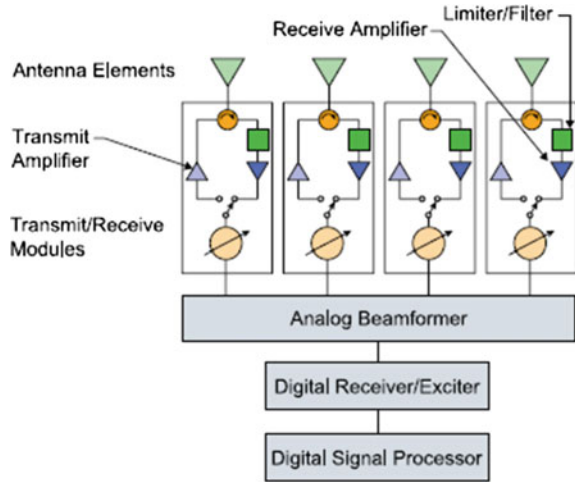 Limiter/Filter
Receive Amplifier
Antenna Elements
Transmit
Amplifier
Transmit/Receive
Modules
Analog Beamformer
Digital Receiver/Exciter
Digital Signal Processor